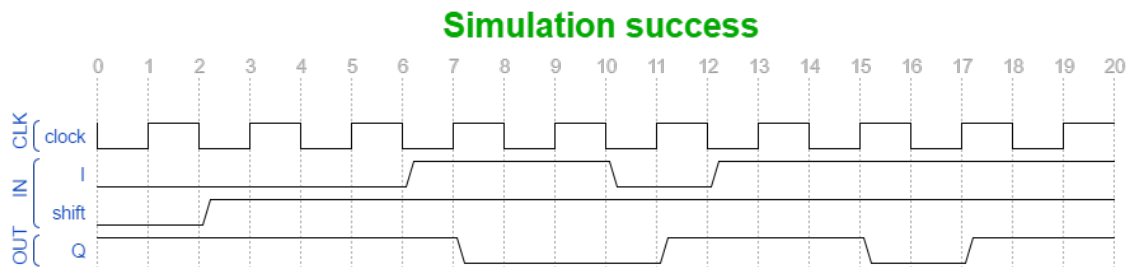 Simulation success
0 1 2 3 4 5 6 7 8 9 10 11 12 13 14 15 16 17 18 19 20
CLK
clock
IN
I
shift
OUT
Q